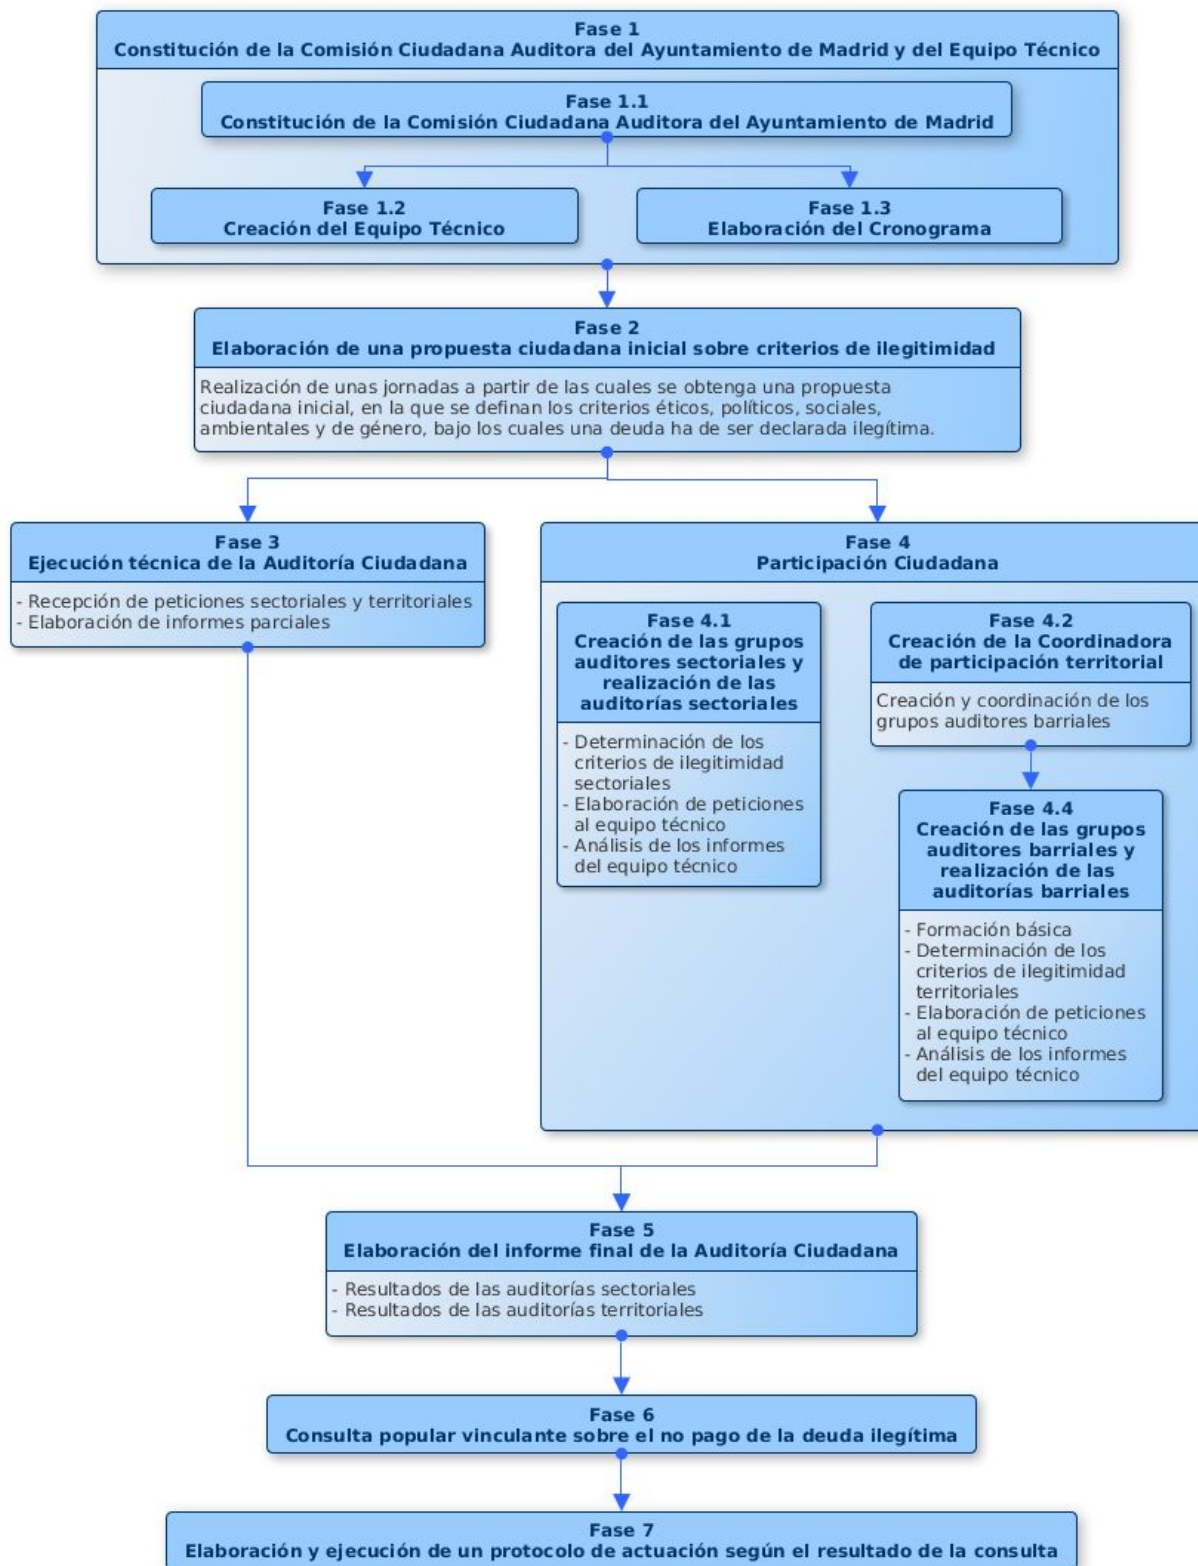 Fase 1
Constitución de la Comisión Ciudadana Auditora del Ayuntamiento de Madrid y del Equipo Técnico
Fase 1.1
Constitución de la Comisión Ciudadana Auditora del Ayuntamiento de Madrid
Fase 1.2
Creación del Equipo Técnico
Fase 1.3
Elaboración del Cronograma
Fase 2
Elaboración de una propuesta ciudadana inicial sobre criterios de ilegitimidad
Realización de unas jornadas a partir de las cuales se obtenga una propuesta
ciudadana inicial, en la que se definan los criterios éticos, políticos, sociales,
ambientales y de género, bajo los cuales una deuda ha de ser declarada ilegítima.
Fase 3
Ejecución técnica de la Auditoría Ciudadana
- Recepción de peticiones sectoriales y territoriales
- Elaboración de informes parciales
Fase 4
Participación Ciudadana
Fase 4.1
Creación de las grupos
auditores sectoriales y
realización de las
auditorías sectoriales
- Determinación de los
criterios de ilegitimidad
sectoriales
- Elaboración de peticiones
al equipo técnico
- Análisis de los informes
del equipo técnico
Fase 4.2
Creación de la Coordinadora
de participación territorial
Creación y coordinación de los
grupos auditores barriales
Fase 4.4
Creación de las grupos
auditores barriales y
realización de las
auditorías barriales
- Formación básica
- Determinación de los
criterios de ilegitimidad
territoriales
- Elaboración de peticiones
al equipo técnico
- Análisis de los informes
del equipo técnico
Fase 5
Elaboración del informe final de la Auditoría Ciudadana
- Resultados de las auditorías sectoriales
- Resultados de las auditorías territoriales
Fase 6
Consulta popular vinculante sobre el no pago de la deuda ilegítima
Fase 7
Elaboración y ejecución de un protocolo de actuación según el resultado de la consulta